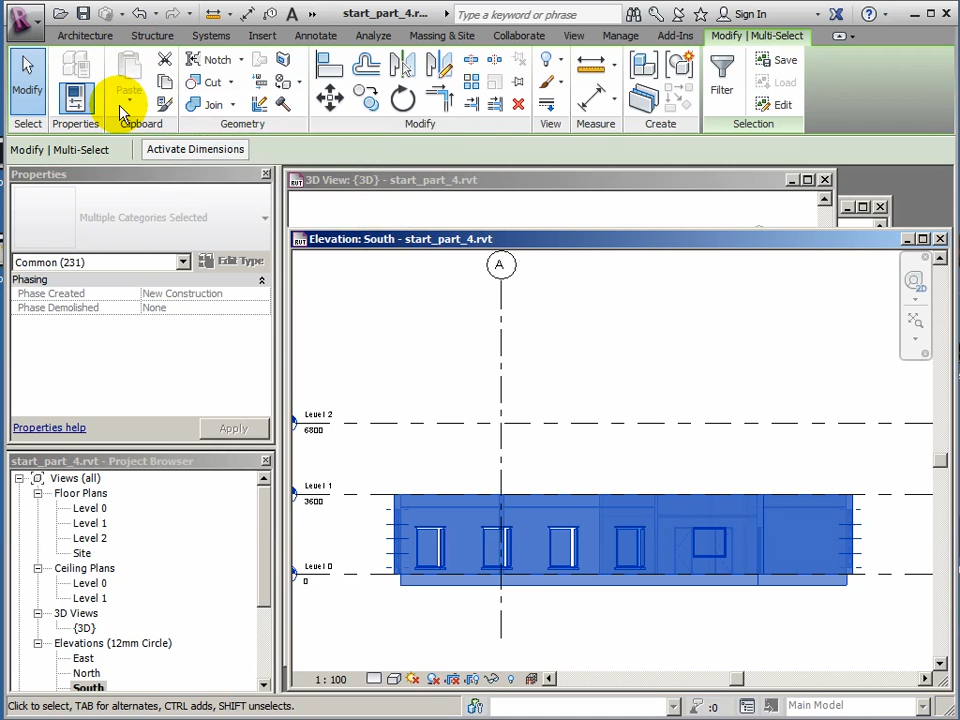 start_part_4.r...
Type a keyword or phrase
Sign In
Architecture
Structure
Systems
Insert
Annotate
Analyze
Massing & Site
Collaborate
View
Manage
Add-Ins
Modify | Multi-Select
Modify
Paste
Notch
Cut
Join
Filter
Save
Load
Edit
Select
Properties
Clipboard
Geometry
Modify
View
Measure
Create
Selection
Modify | Multi-Select
Activate Dimensions
Properties
Multiple Categories Selected
Common (231)
Edit Type
Phasing
Phase Created
New Construction
Phase Demolished
None
Properties help
Apply
start_part_4.rvt - Project Browser
Views (all)
Floor Plans
Level 0
Level 1
Level 2
Site
Ceiling Plans
Level 0
Level 1
3D Views
{3D}
Elevations (12mm Circle)
East
North
South
RVT
3D View: {3D} - start_part_4.rvt
RVT
Elevation: South - start_part_4.rvt
A
2D
Level 2
6800
Level 1
3600
Level 0
0
1 : 100
Click to select, TAB for alternates, CTRL adds, SHIFT unselects.
:0
Main Model